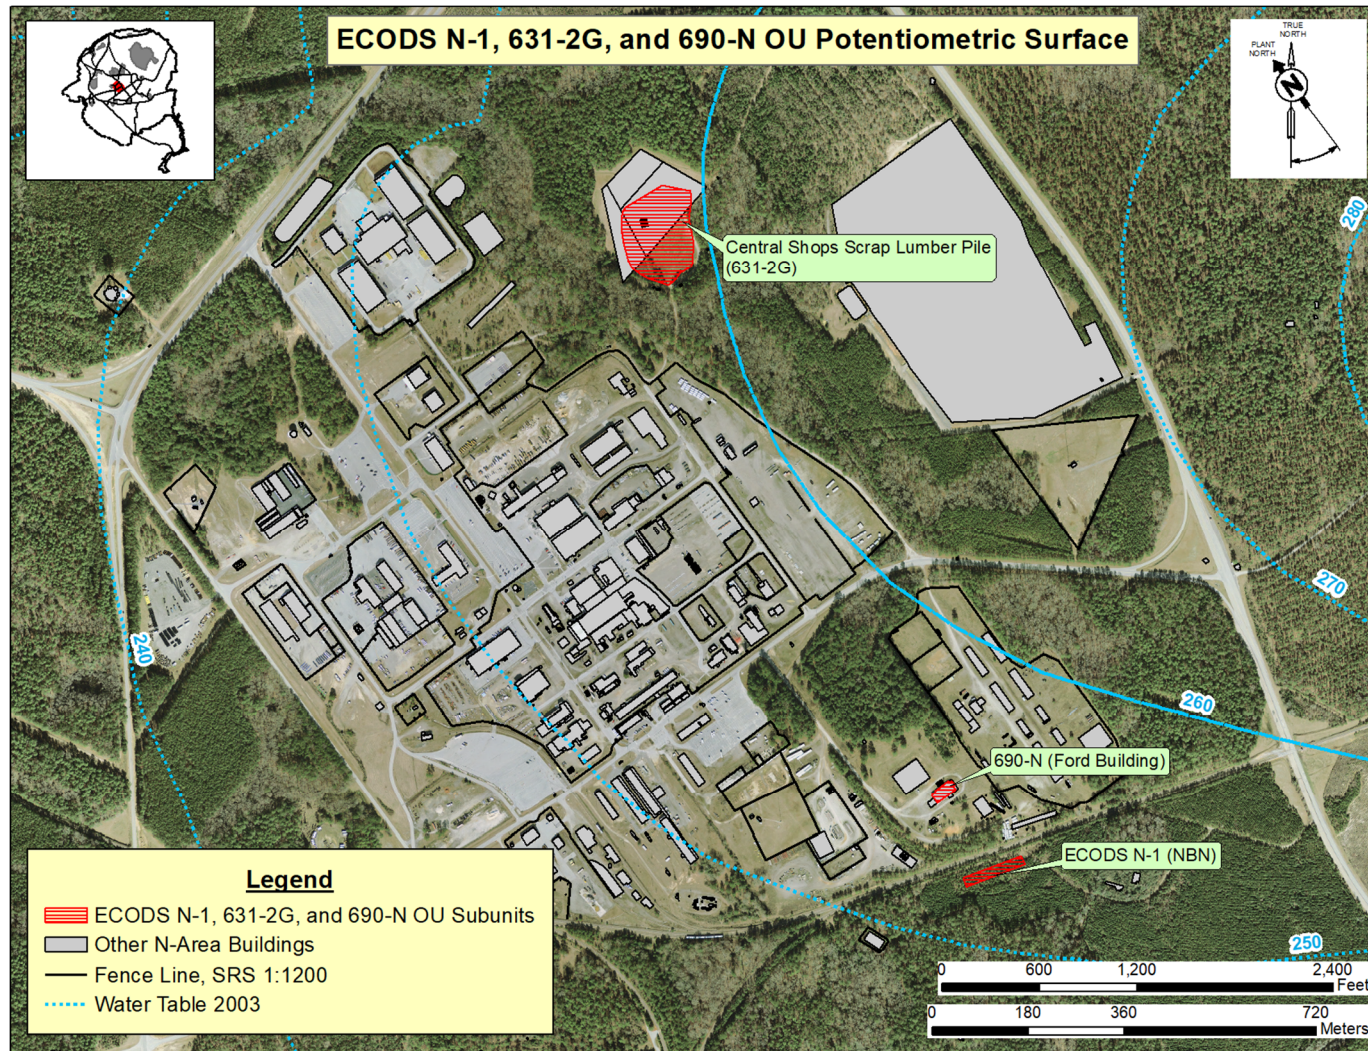 ECODS N-1, 631-2G, and 690-N OU Potentiometric Surface
TRUE
NORTH
PLANT
NORTH
N
280
Central Shops Scrap Lumber Pile
(631-2G)
270
240
260
690-N (Ford Building)
ECODS N-1 (NBN)
250
Legend
ECODS N-1, 631-2G, and 690-N OU Subunits
Other N-Area Buildings
Fence Line, SRS 1:1200
Water Table 2003
0 600 1,200 2,400
Feet
0 180 360 720
Meters